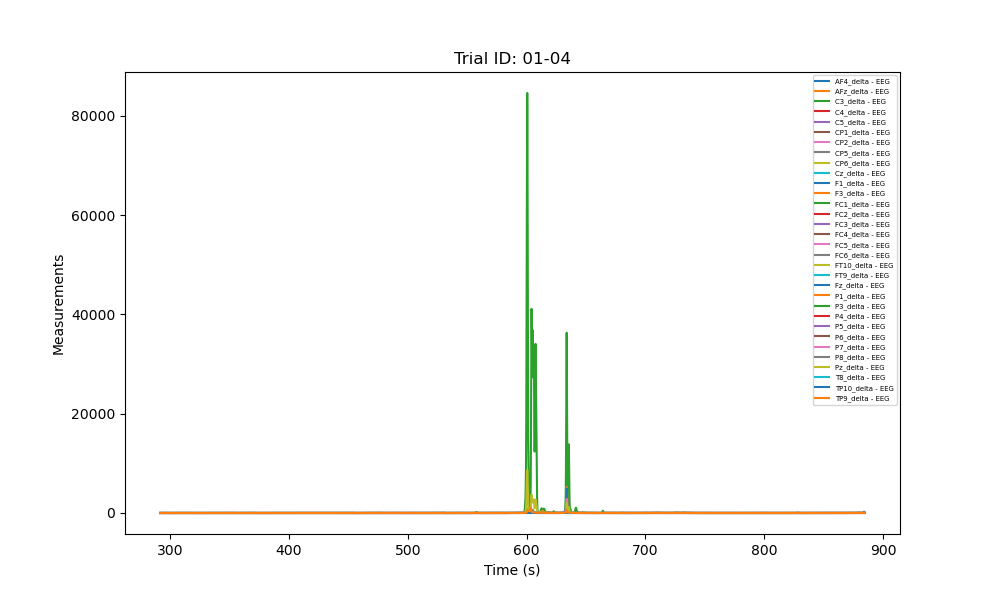 Trial ID: 01-04
Measurements
80000
60000
40000
20000
0
300
400
500
600
700
800
900
Time (s)
AF4_delta - EEG
AFz_delta - EEG
C3_delta - EEG
C4_delta - EEG
C5_delta - EEG
CP1_delta - EEG
CP2_delta - EEG
CP5_delta - EEG
CP6_delta - EEG
Cz_delta - EEG
F1_delta - EEG
F3_delta - EEG
FC1_delta - EEG
FC2_delta - EEG
FC3_delta - EEG
FC4_delta - EEG
FC5_delta - EEG
FC6_delta - EEG
FT10_delta - EEG
FT9_delta - EEG
Fz_delta - EEG
P1_delta - EEG
P3_delta - EEG
P4_delta - EEG
P5_delta - EEG
P6_delta - EEG
P7_delta - EEG
P8_delta - EEG
Pz_delta - EEG
T8_delta - EEG
TP10_delta - EEG
TP9_delta - EEG